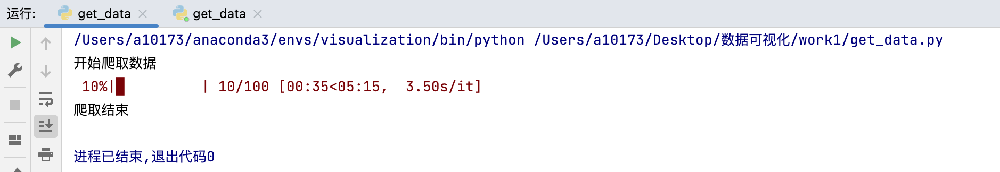 运行: get_data get_data
/Users/a10173/anaconda3/envs/visualization/bin/python /Users/a10173/Desktop/数据可视化/work1/get_data.py
开始爬取数据
10%|█         | 10/100 [00:35<05:15,  3.50s/it]
爬取结束
进程已结束,退出代码0